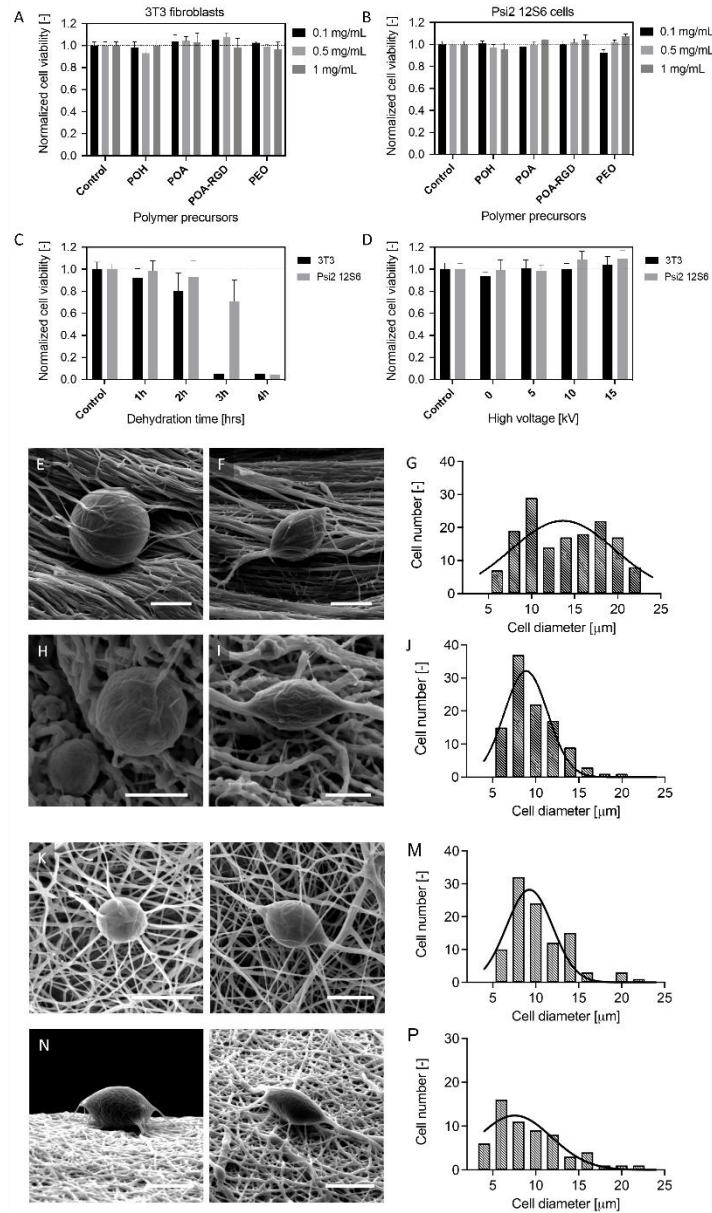 A
3T3 fibroblasts
Normalized cell viability [-]
1.4
1.2
1.0
0.8
0.6
0.4
0.2
0.0
0.1 mg/mL
0.5 mg/mL
1 mg/mL
Control
POH
POA
POA-RGD
PEO
Polymer precursors
B
Psi2 12S6 cells
Normalized cell viability [-]
1.4
1.2
1.0
0.8
0.6
0.4
0.2
0.0
0.1 mg/mL
0.5 mg/mL
1 mg/mL
Control
POH
POA
POA-RGD
PEO
Polymer precursors
C
Normalized cell viability [-]
1.4
1.2
1.0
0.8
0.6
0.4
0.2
0.0
3T3
Psi2 12S6
Control
1h
2h
3h
4h
Dehydration time [hrs]
D
Normalized cell viability [-]
1.4
1.2
1.0
0.8
0.6
0.4
0.2
0.0
3T3
Psi2 12S6
Control
0
5
10
15
High voltage [kV]
E
F
G
Cell number [-]
40
30
20
10
0
5
10
15
20
25
Cell diameter [μm]
H
I
J
Cell number [-]
40
30
20
10
0
5
10
15
20
25
Cell diameter [μm]
K
M
Cell number [-]
40
30
20
10
0
5
10
15
20
25
Cell diameter [μm]
N
P
Cell number [-]
30
20
10
0
5
10
15
20
25
Cell diameter [μm]